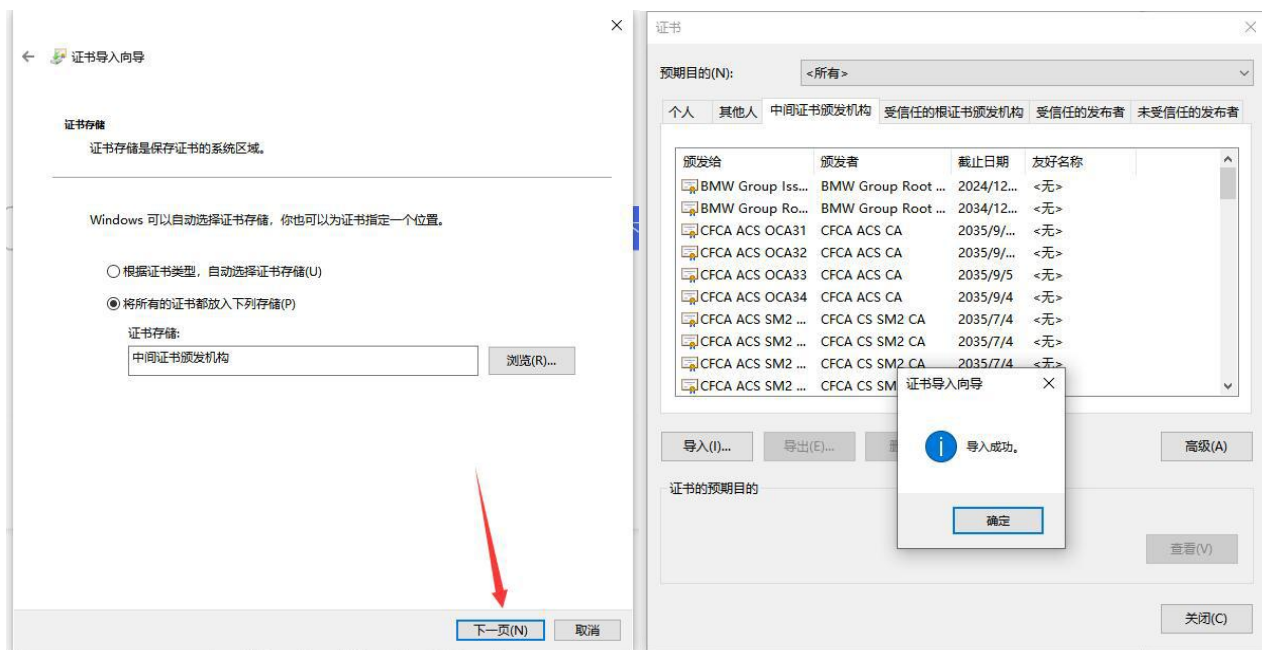 证书导入向导
证书存储
证书存储是保存证书的系统区域。
Windows 可以自动选择证书存储，你也可以为证书指定一个位置。
根据证书类型，自动选择证书存储(U)
将所有的证书都放入下列存储(P)
证书存储:
中间证书颁发机构
浏览(R)...
下一页(N) 取消
证书
预期目的(N): <所有>
个人 其他人 中间证书颁发机构 受信任的根证书颁发机构 受信任的发布者 未受信任的发布者
颁发给 颁发者 截止日期 友好名称
BMW Group Iss... BMW Group Root ... 2024/12... <无>
BMW Group Ro... BMW Group Root ... 2034/12... <无>
CFCA ACS OCA31 CFCA ACS CA 2035/9/... <无>
CFCA ACS OCA32 CFCA ACS CA 2035/9/... <无>
CFCA ACS OCA33 CFCA ACS CA 2035/9/5 <无>
CFCA ACS OCA34 CFCA ACS CA 2035/9/4 <无>
CFCA ACS SM2 ... CFCA CS SM2 CA 2035/7/4 <无>
CFCA ACS SM2 ... CFCA CS SM2 CA 2035/7/4 <无>
CFCA ACS SM2 ... CFCA CS SM2 CA 2035/7/4 <无>
CFCA ACS SM2 ... CFCA CS SM
证书导入向导
导入成功。
确定
导入(I)... 导出(E)... 高级(A)
证书的预期目的
查看(V)
关闭(C)